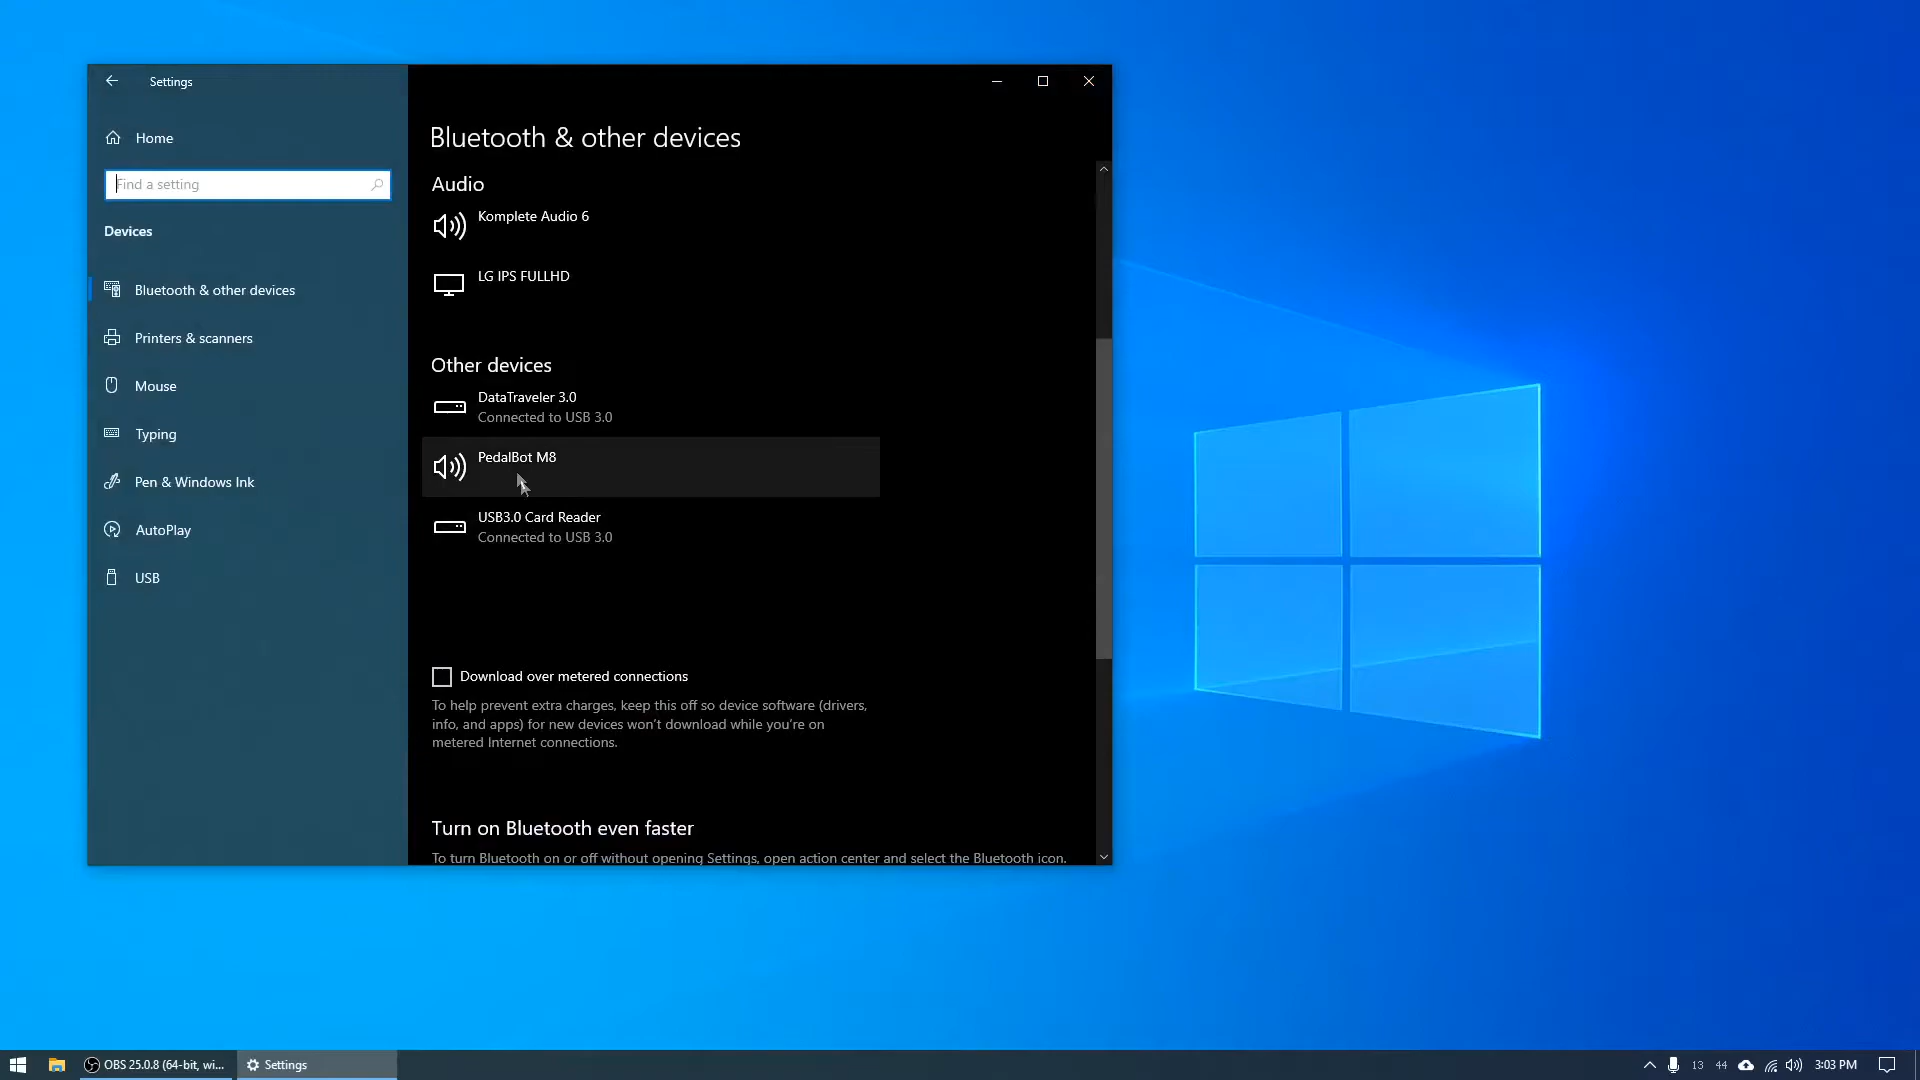 Settings
Home
Find a setting
Devices
Bluetooth & other devices
Printers & scanners
Mouse
Typing
Pen & Windows Ink
AutoPlay
USB
Bluetooth & other devices
Audio
Komplete Audio 6
LG IPS FULLHD
Other devices
DataTraveler 3.0
Connected to USB 3.0
PedalBot M8
USB3.0 Card Reader
Connected to USB 3.0
Download over metered connections
To help prevent extra charges, keep this off so device software (drivers,
info, and apps) for new devices won't download while you're on
metered Internet connections.
Turn on Bluetooth even faster
To turn Bluetooth on or off without opening Settings, open action center and select the Bluetooth icon.
OBS 25.0.8 (64-bit, wi...
Settings
13
44
3:03 PM